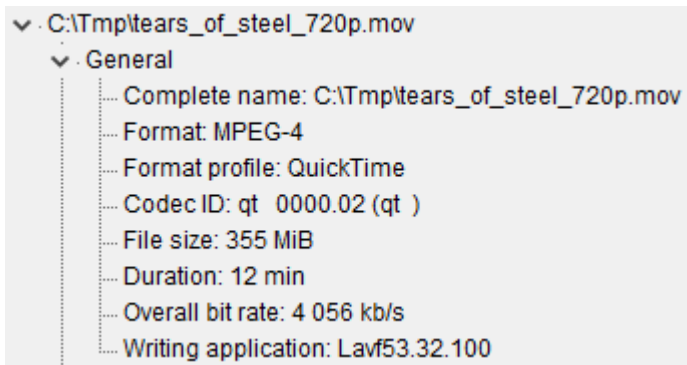 C:\Tmp\tears_of_steel_720p.mov
General
Complete name: C:\Tmp\tears_of_steel_720p.mov
Format: MPEG-4
Format profile: QuickTime
Codec ID: qt   0000.02 (qt  )
File size: 355 MiB
Duration: 12 min
Overall bit rate: 4 056 kb/s
Writing application: Lavf53.32.100